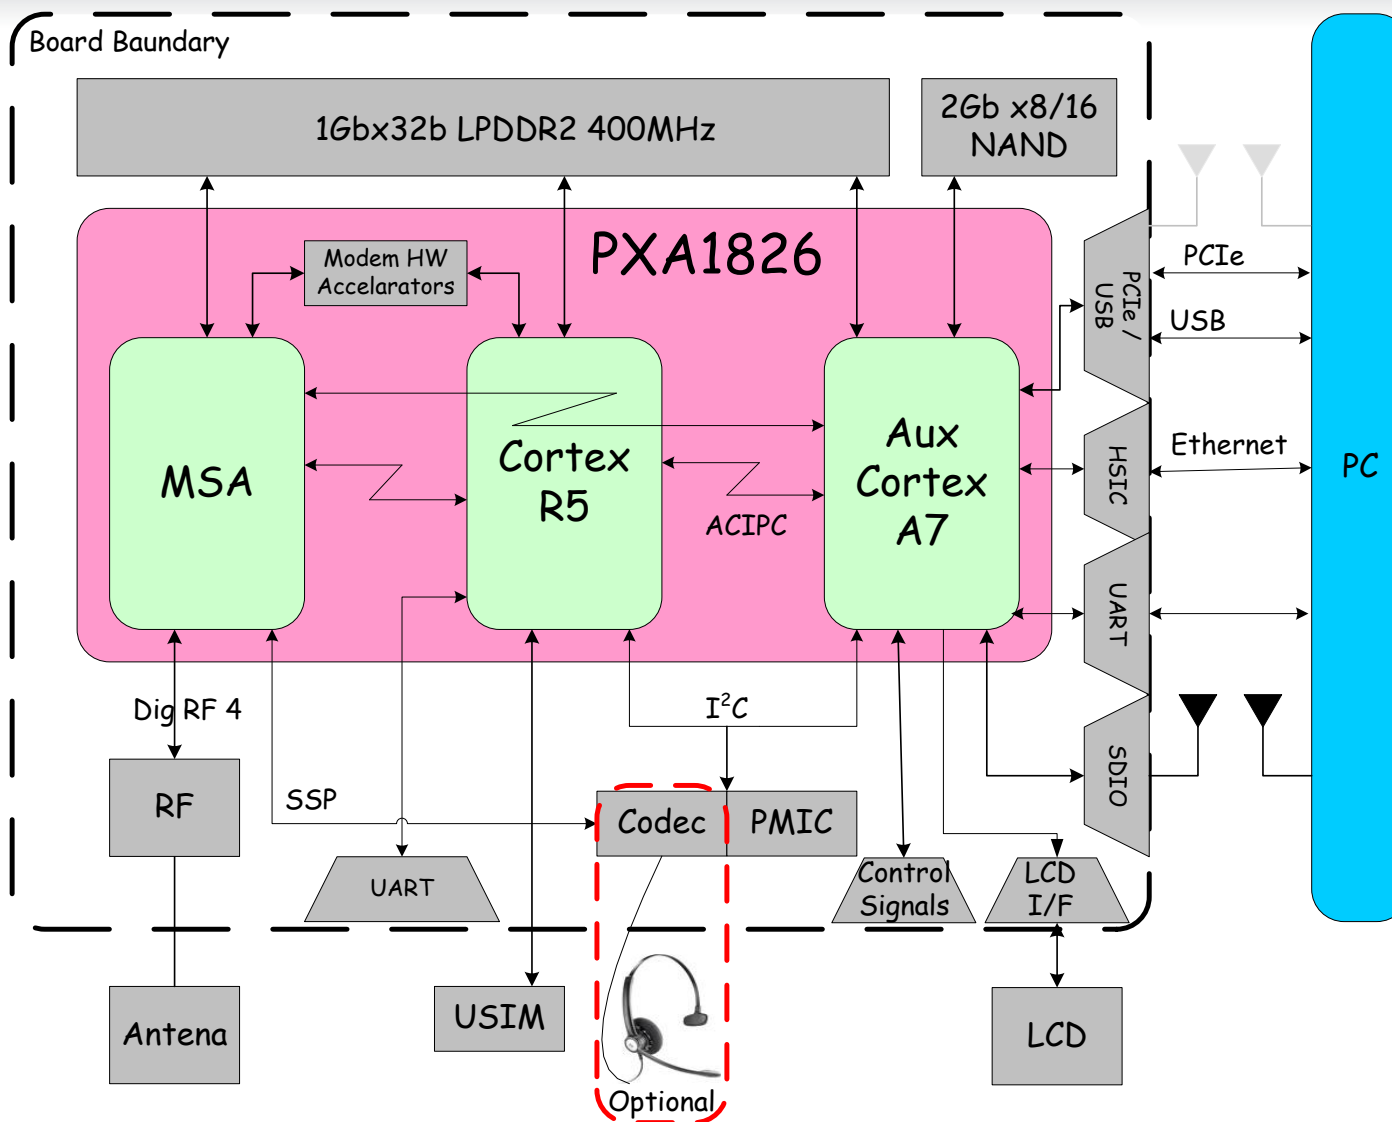 Board Baundary
1Gbx32b LPDDR2 400MHz
2Gb x8/16
NAND
PXA1826
Modem HW
Accelarators
PCIe /
USB
PCIe
USB
MSA
Cortex
R5
Aux
Cortex
A7
ACIPC
HSIC
Ethernet
PC
UART
Dig RF 4
I²C
SDIO
RF
SSP
Codec
PMIC
UART
Control
Signals
LCD
I/F
Antena
USIM
LCD
Optional